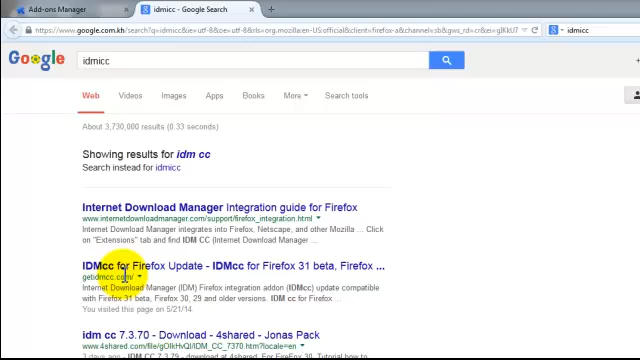 Add-ons Manager
idmicc - Google Search
https://www.google.com.kh/search?q=idmicc&ie=utf-8&oe=utf-8&rls=org.mozilla:en-US:official&client=firefox-a&channel=sb&gws_rd=cr&ei=
idmicc
Google
idmicc
Web Videos Images Apps Books More Search tools
About 3,730,000 results (0.33 seconds)
Showing results for idm cc
Search instead for idmicc
Internet Download Manager Integration guide for Firefox
www.internetdownloadmanager.com/support/firefox_integration.html
Internet Download Manager integrates into Firefox, Netscape, and other Mozilla ... Click
on "Extensions" tab and find IDM CC (Internet Download Manager ...
IDMcc for Firefox Update - IDMcc for Firefox 31 beta, Firefox ...
getidmcc.com/
Internet Download Manager (IDM) Firefox integration addon (IDMcc) update compatible
with Firefox 31 beta, Firefox 30, 29 and older versions. IDM cc for Firefox ...
You visited this page on 5/21/14.
idm cc 7.3.70 - Download - 4shared - Jonas Pack
www.4shared.com/file/gOIkHvQI/IDM_CC_7370.htm?locale=en
3 days ago - IDM CC 7.3.79 - download at 4shared. For FireFox 30. Tutorial how to